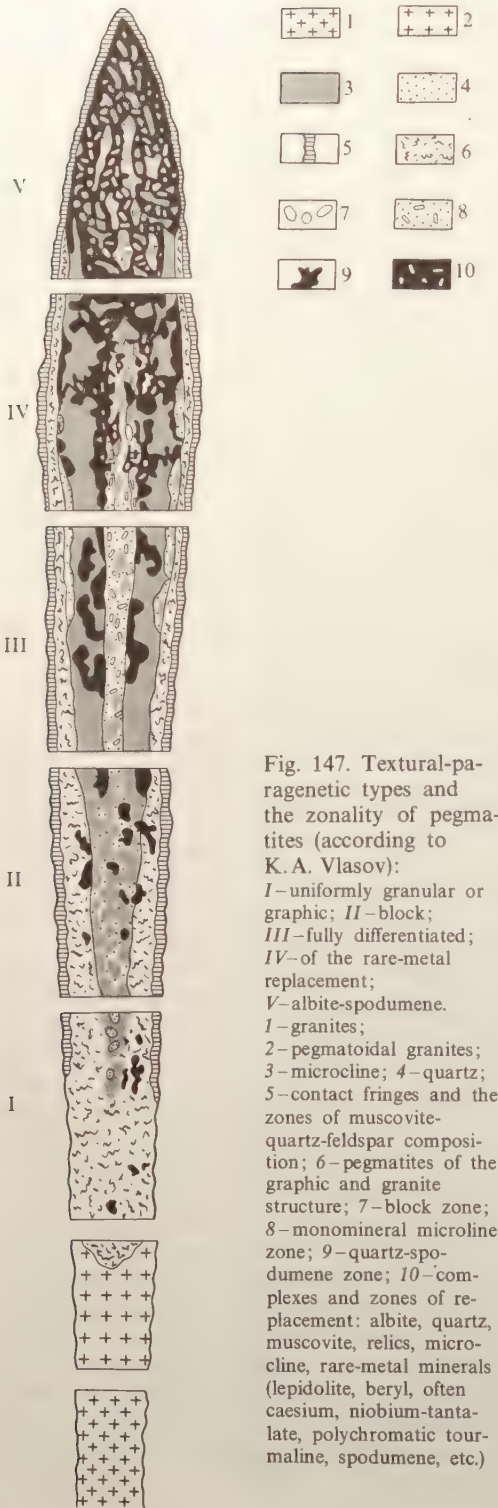 1 2
3 4
5 6
7 8
9 10
V
IV
III
II
I
Fig. 147. Textural-pa-
ragenetic types and
the zonality of pegma-
tites (according to
K. A. Vlasov):
I–uniformly granular or
graphic; II–block;
III–fully differentiated;
IV–of the rare-metal
replacement;
V–albite-spodumene.
1–granites;
2–pegmatoidal granites;
3–microcline; 4–quartz;
5–contact fringes and the
zones of muscovite-
quartz-feldspar composi-
tion; 6–pegmatites of the
graphic and granite
structure; 7–block zone;
8–monomineral microline
zone; 9–quartz-spo-
dumene zone; 10–com-
plexes and zones of re-
placement: albite, quartz,
muscovite, relics, micro-
cline, rare-metal minerals
(lepidolite, beryl, often
caesium, niobium-tanta-
late, polychromatic tour-
maline, spodumene, etc.)